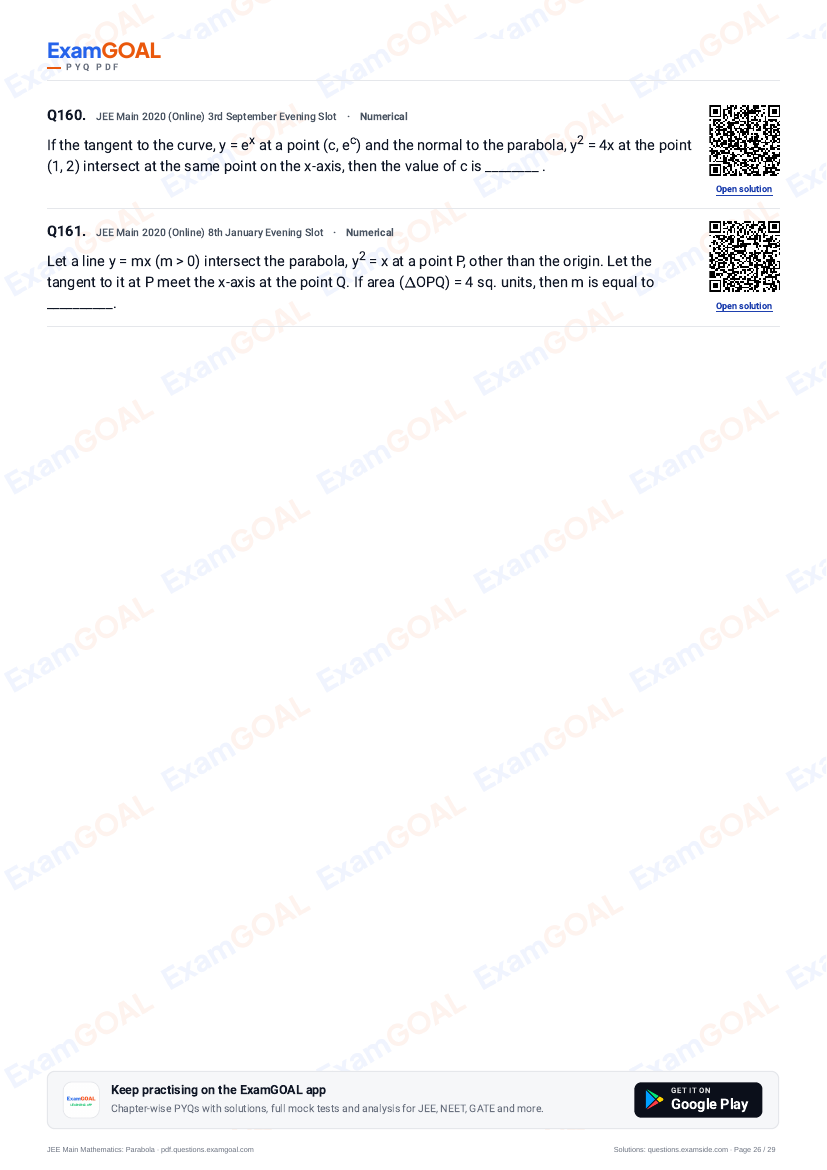 ExamGOAL
PYQ PDF
Q160. JEE Main 2020 (Online) 3rd September Evening Slot · Numerical
If the tangent to the curve, y = e^x at a point (c, e^c) and the normal to the parabola, y^2 = 4x at the point
(1, 2) intersect at the same point on the x-axis, then the value of c is ________ .
Open solution
Q161. JEE Main 2020 (Online) 8th January Evening Slot · Numerical
Let a line y = mx (m > 0) intersect the parabola, y^2 = x at a point P, other than the origin. Let the
tangent to it at P meet the x-axis at the point Q. If area (ΔOPQ) = 4 sq. units, then m is equal to
__________.
Open solution
ExamGOAL
Keep practising on the ExamGOAL app
Chapter-wise PYQs with solutions, full mock tests and analysis for JEE, NEET, GATE and more.
GET IT ON
Google Play
JEE Main Mathematics: Parabola · pdf.questions.examgoal.com
Solutions: questions.examside.com · Page 26 / 29